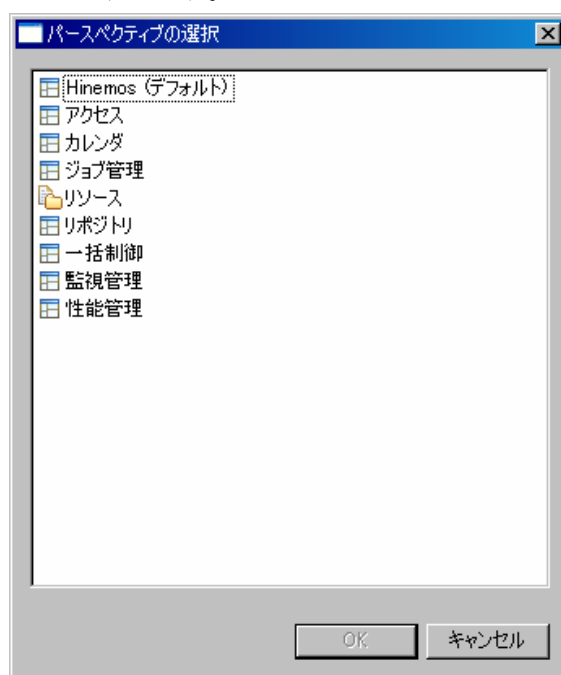 パースペクティブの選択
Hinemos (デフォルト)
アクセス
カレンダ
ジョブ管理
リソース
リポジトリ
一括制御
監視管理
性能管理
OK キャンセル